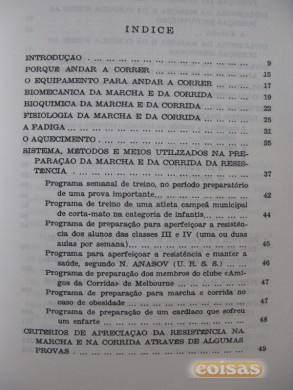 INDICE
INTRODUÇÃO ... 9
PORQUE ANDAR A CORRER ... 15
O EQUIPAMENTO PARA ANDAR A CORRER ... 17
BIOMECÂNICA DA MARCHA E DA CORRIDA ... 19
BIOQUIMICA DA MARCHA E DA CORRIDA ... 22
FISIOLOGIA DA MARCHA E DA CORRIDA ... 25
A FADIGA ... 31
O AQUECIMENTO ... 35
SISTEMA, METODOS E MEIOS UTILIZADOS NA PRE-
PARAÇÃO DA MARCHA E DA CORRIDA DA RESIS-
TENCIA ... 37
Programa semanal de treino, no período preparatório
de uma prova importante ... 42
Programa de treino de uma atleta campeã municipal
de corta-mato na categoria de infantis ... 44
Programa de preparação para aperfeiçoar a resistência
dos alunos das classes III e IV (uma ou duas
aulas por semana) ... 45
Programa para aperfeiçoar a resistência e manter a
saúde, segundo N. ANASOV (U. R. S. S.) ... 46
Programa de preparação dos membros do clube «Ami-
gos da Corrida» de Melbourne ... 47
Programa de preparação para marcha e corrida no
caso de obesidade ... 48
Programa de preparação de um cardíaco que
sofreu um enfarte ... 49
CRITÉRIOS DE APRECIAÇÃO DA RESISTENCIA NA
MARCHA E NA CORRIDA ATRAVÉS DE ALGUMAS
PROVAS ... 49
coisas